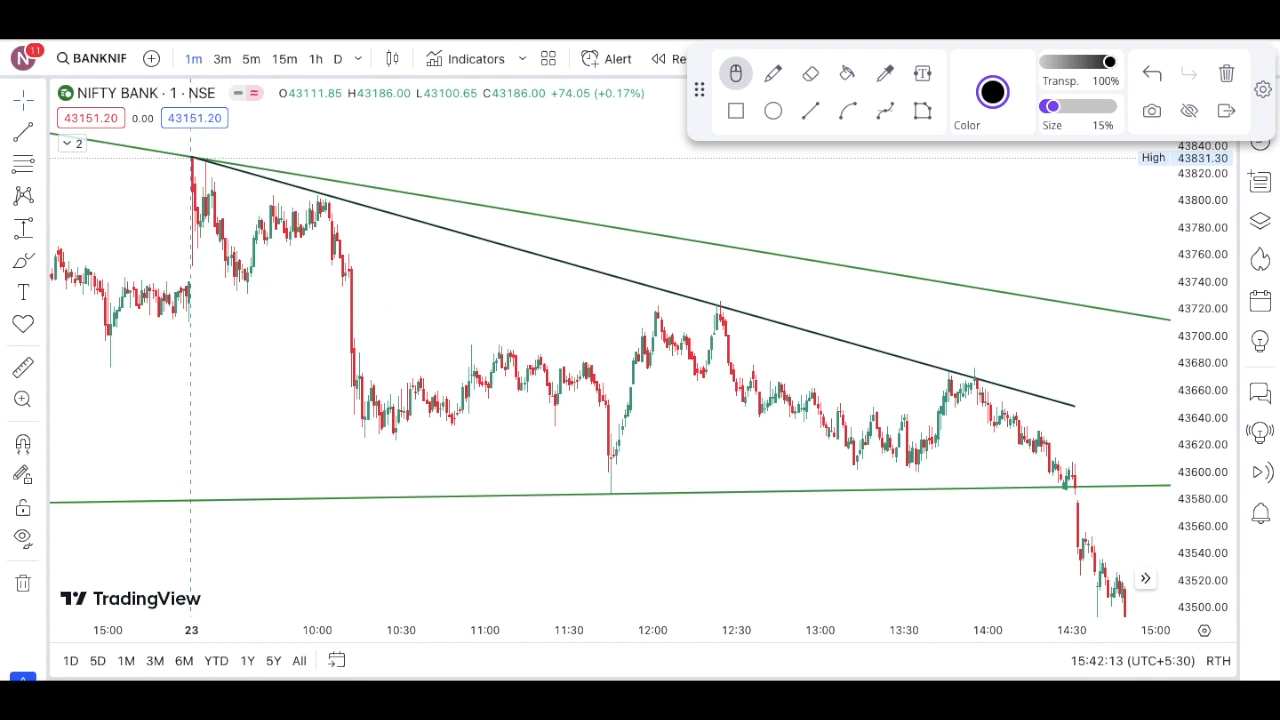 N 11 BANKNIF 1m 3m 5m 15m 1h D Indicators Alert Re
Transp. 100%
Color Size 15%
NIFTY BANK · 1 · NSE O43111.85 H43186.00 L43100.65 C43186.00 +74.05 (+0.17%)
43151.20 0.00 43151.20
2
43840.00
High 43831.30
43820.00
43800.00
43780.00
43760.00
43740.00
43720.00
43700.00
43680.00
43660.00
43640.00
43620.00
43600.00
43580.00
43560.00
43540.00
43520.00
43500.00
TradingView
15:00 23 10:00 10:30 11:00 11:30 12:00 12:30 13:00 13:30 14:00 14:30 15:00
1D 5D 1M 3M 6M YTD 1Y 5Y All 15:42:13 (UTC+5:30) RTH